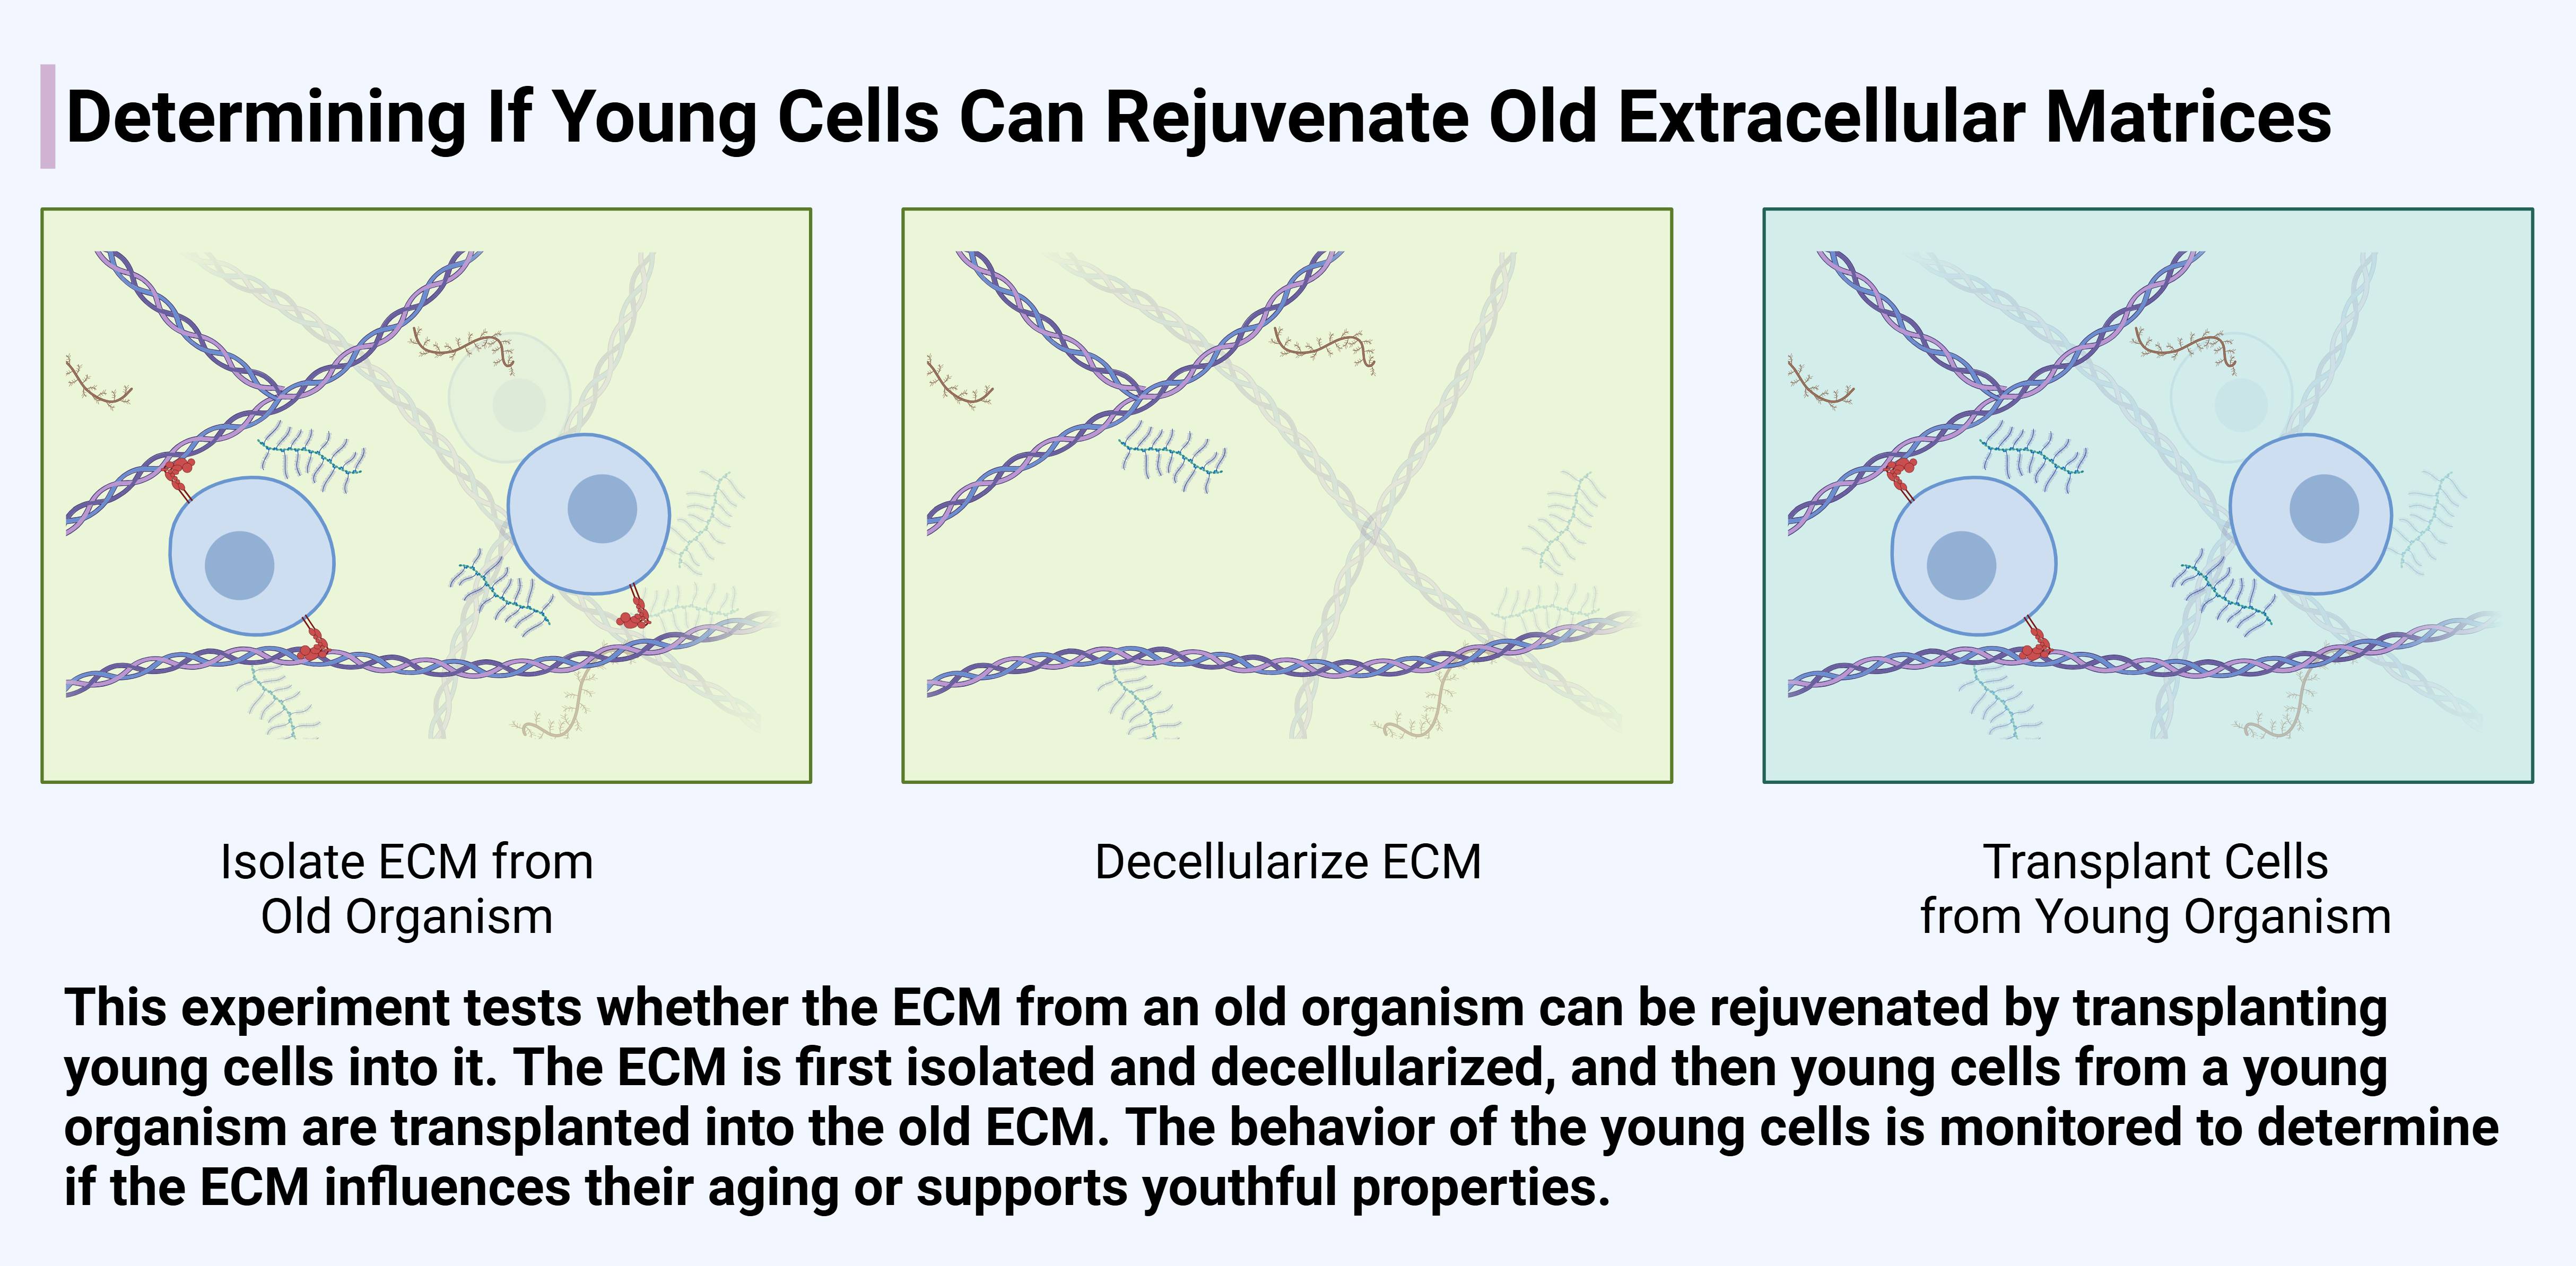 Determining If Young Cells Can Rejuvenate Old Extracellular Matrices
Isolate ECM from
Old Organism
Decellularize ECM
Transplant Cells
from Young Organism
This experiment tests whether the ECM from an old organism can be rejuvenated by transplanting
young cells into it. The ECM is first isolated and decellularized, and then young cells from a young
organism are transplanted into the old ECM. The behavior of the young cells is monitored to determine
if the ECM influences their aging or supports youthful properties.